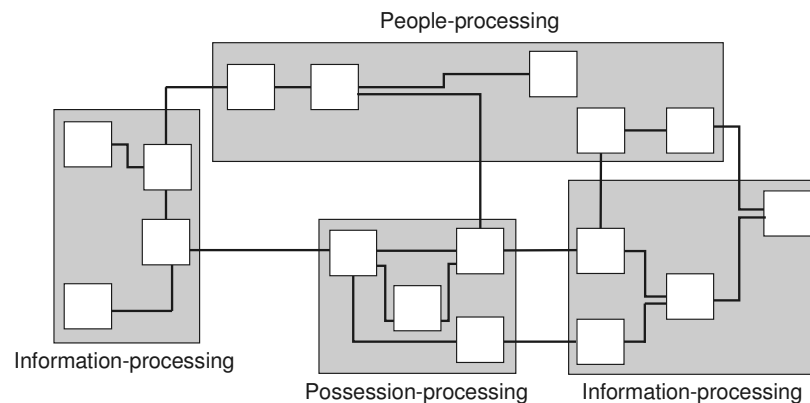 People-processing
Information-processing
Possession-processing
Information-processing